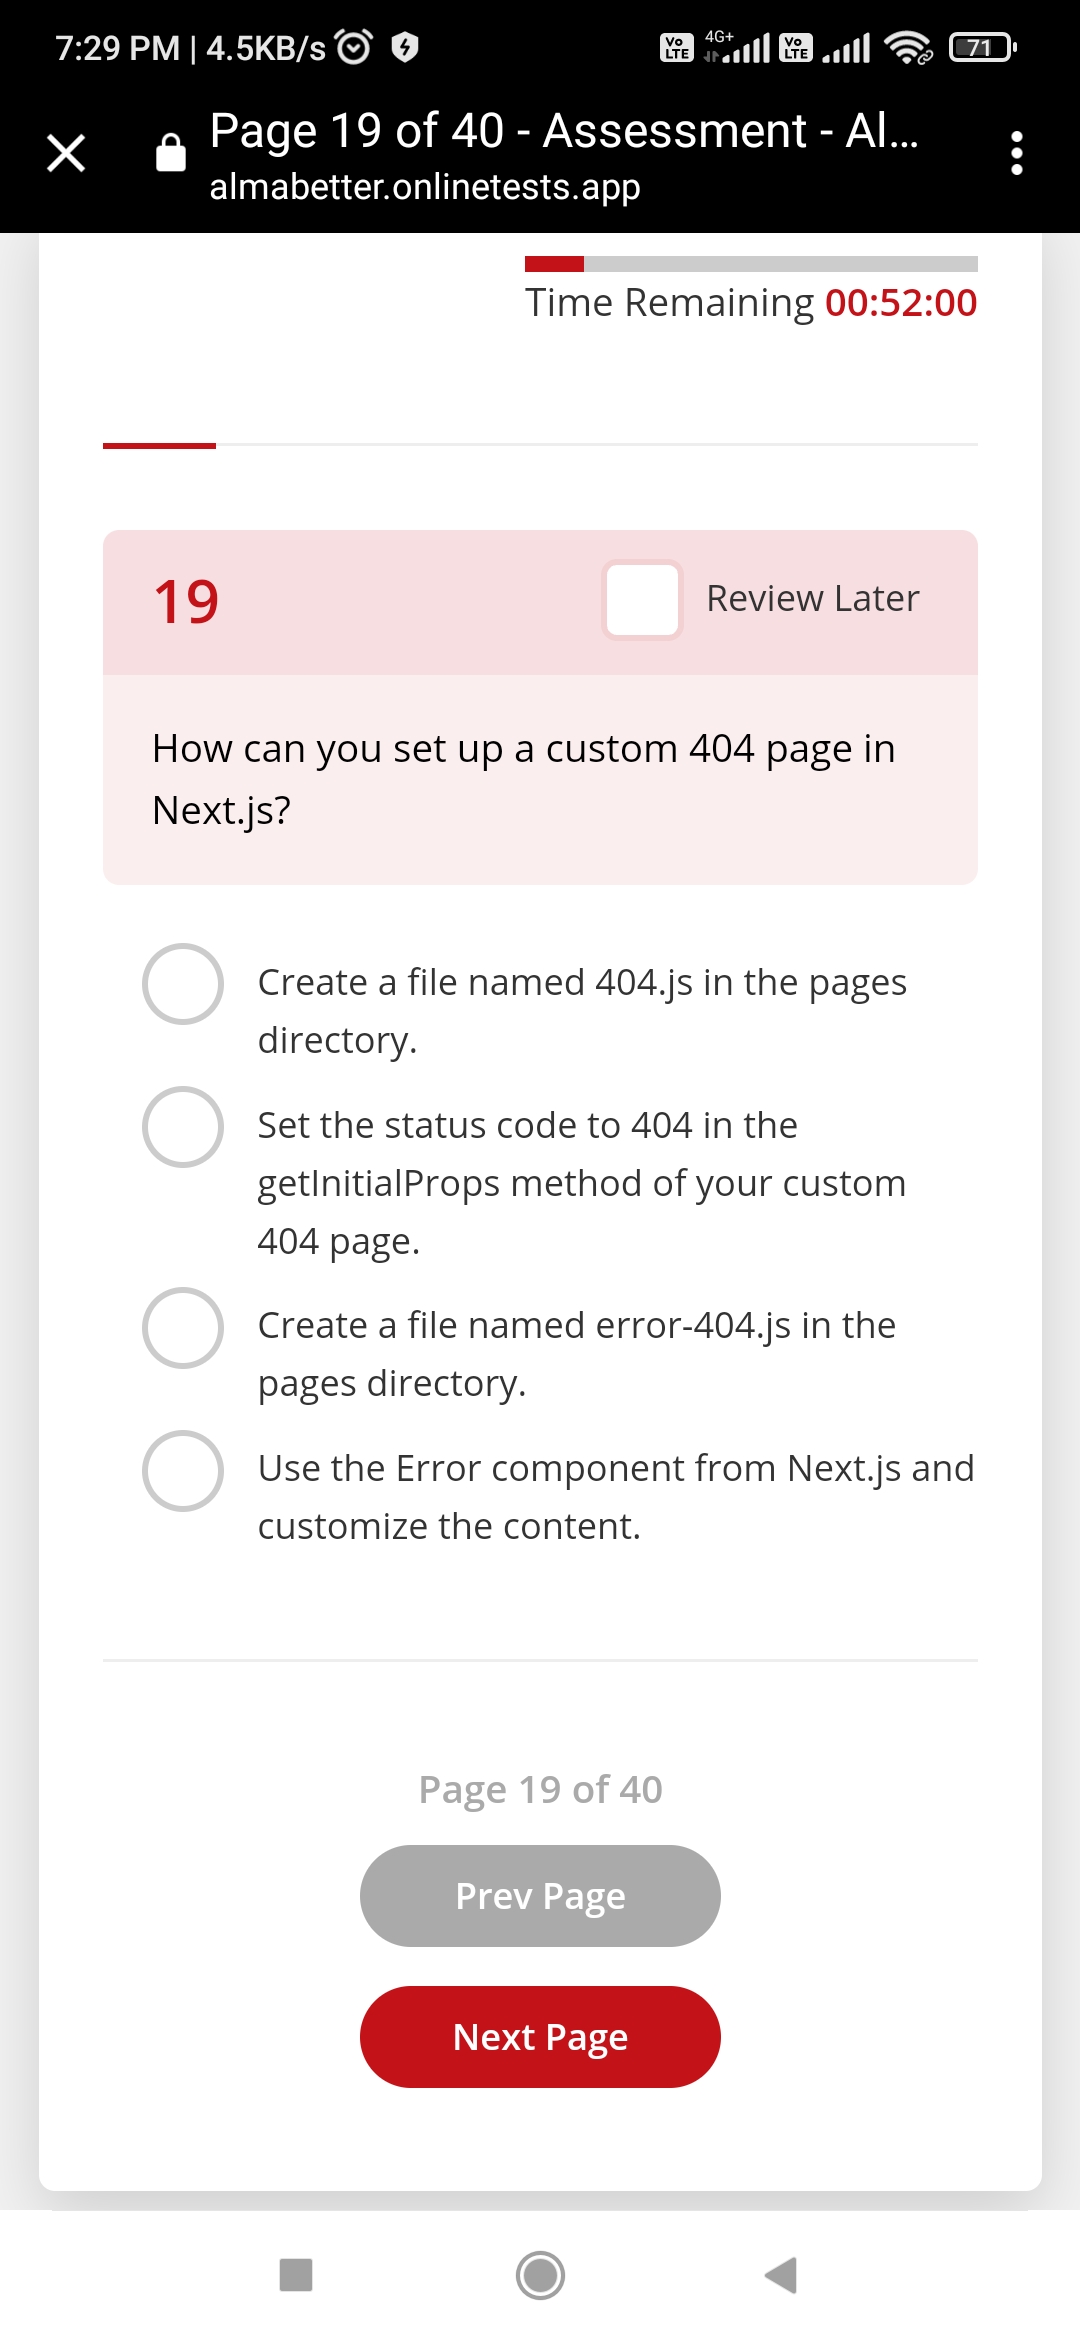 7:29 PM | 4.5KB/s
Vo LTE 4G+ Vo LTE 71
Page 19 of 40 - Assessment - Al...
almabetter.onlinetests.app
Time Remaining 00:52:00
19
Review Later
How can you set up a custom 404 page in
Next.js?
Create a file named 404.js in the pages
directory.
Set the status code to 404 in the
getInitialProps method of your custom
404 page.
Create a file named error-404.js in the
pages directory.
Use the Error component from Next.js and
customize the content.
Page 19 of 40
Prev Page
Next Page